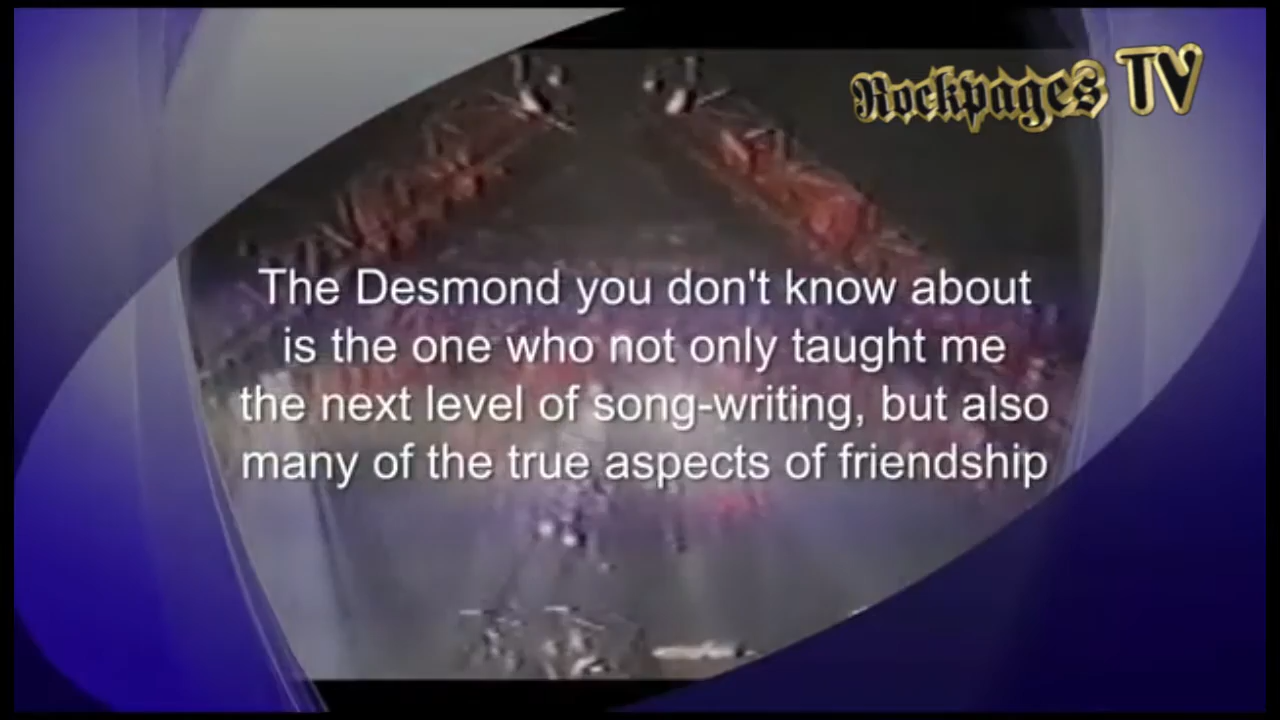 Rockpages TV
The Desmond you don't know about
is the one who not only taught me
the next level of song-writing, but also
many of the true aspects of friendship